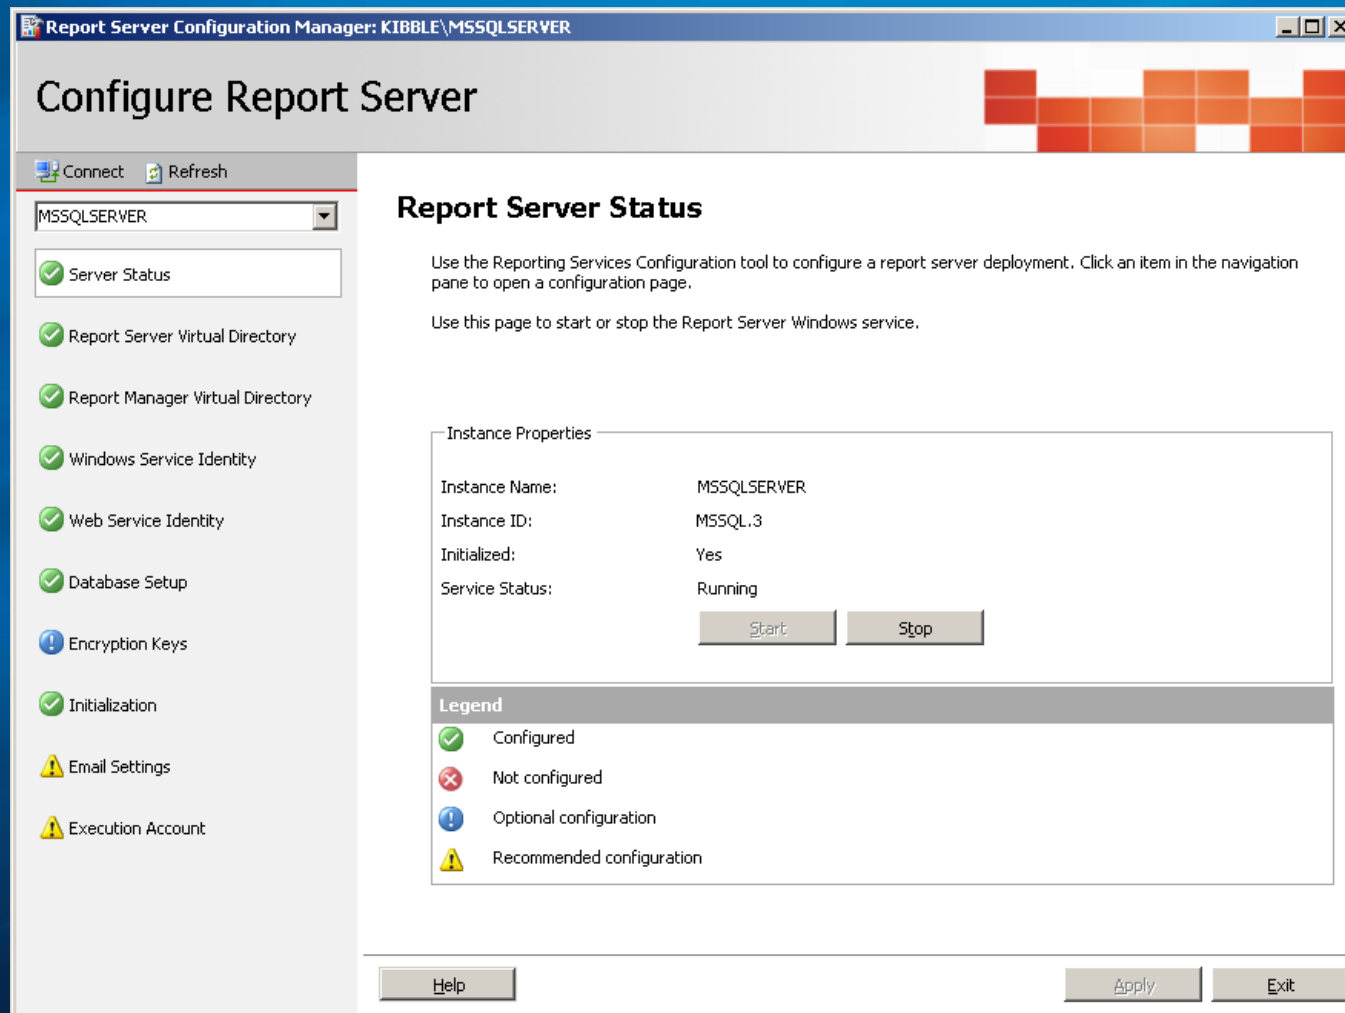 Report Server Configuration Manager: KIBBLE\MSSQLSERVER
Configure Report Server
Connect Refresh
MSSQLSERVER
Server Status
Report Server Virtual Directory
Report Manager Virtual Directory
Windows Service Identity
Web Service Identity
Database Setup
Encryption Keys
Initialization
Email Settings
Execution Account
Report Server Status
Use the Reporting Services Configuration tool to configure a report server deployment. Click an item in the navigation
pane to open a configuration page.
Use this page to start or stop the Report Server Windows service.
Instance Properties
Instance Name: MSSQLSERVER
Instance ID: MSSQL.3
Initialized: Yes
Service Status: Running
Start Stop
Legend
Configured
Not configured
Optional configuration
Recommended configuration
Help Apply Exit